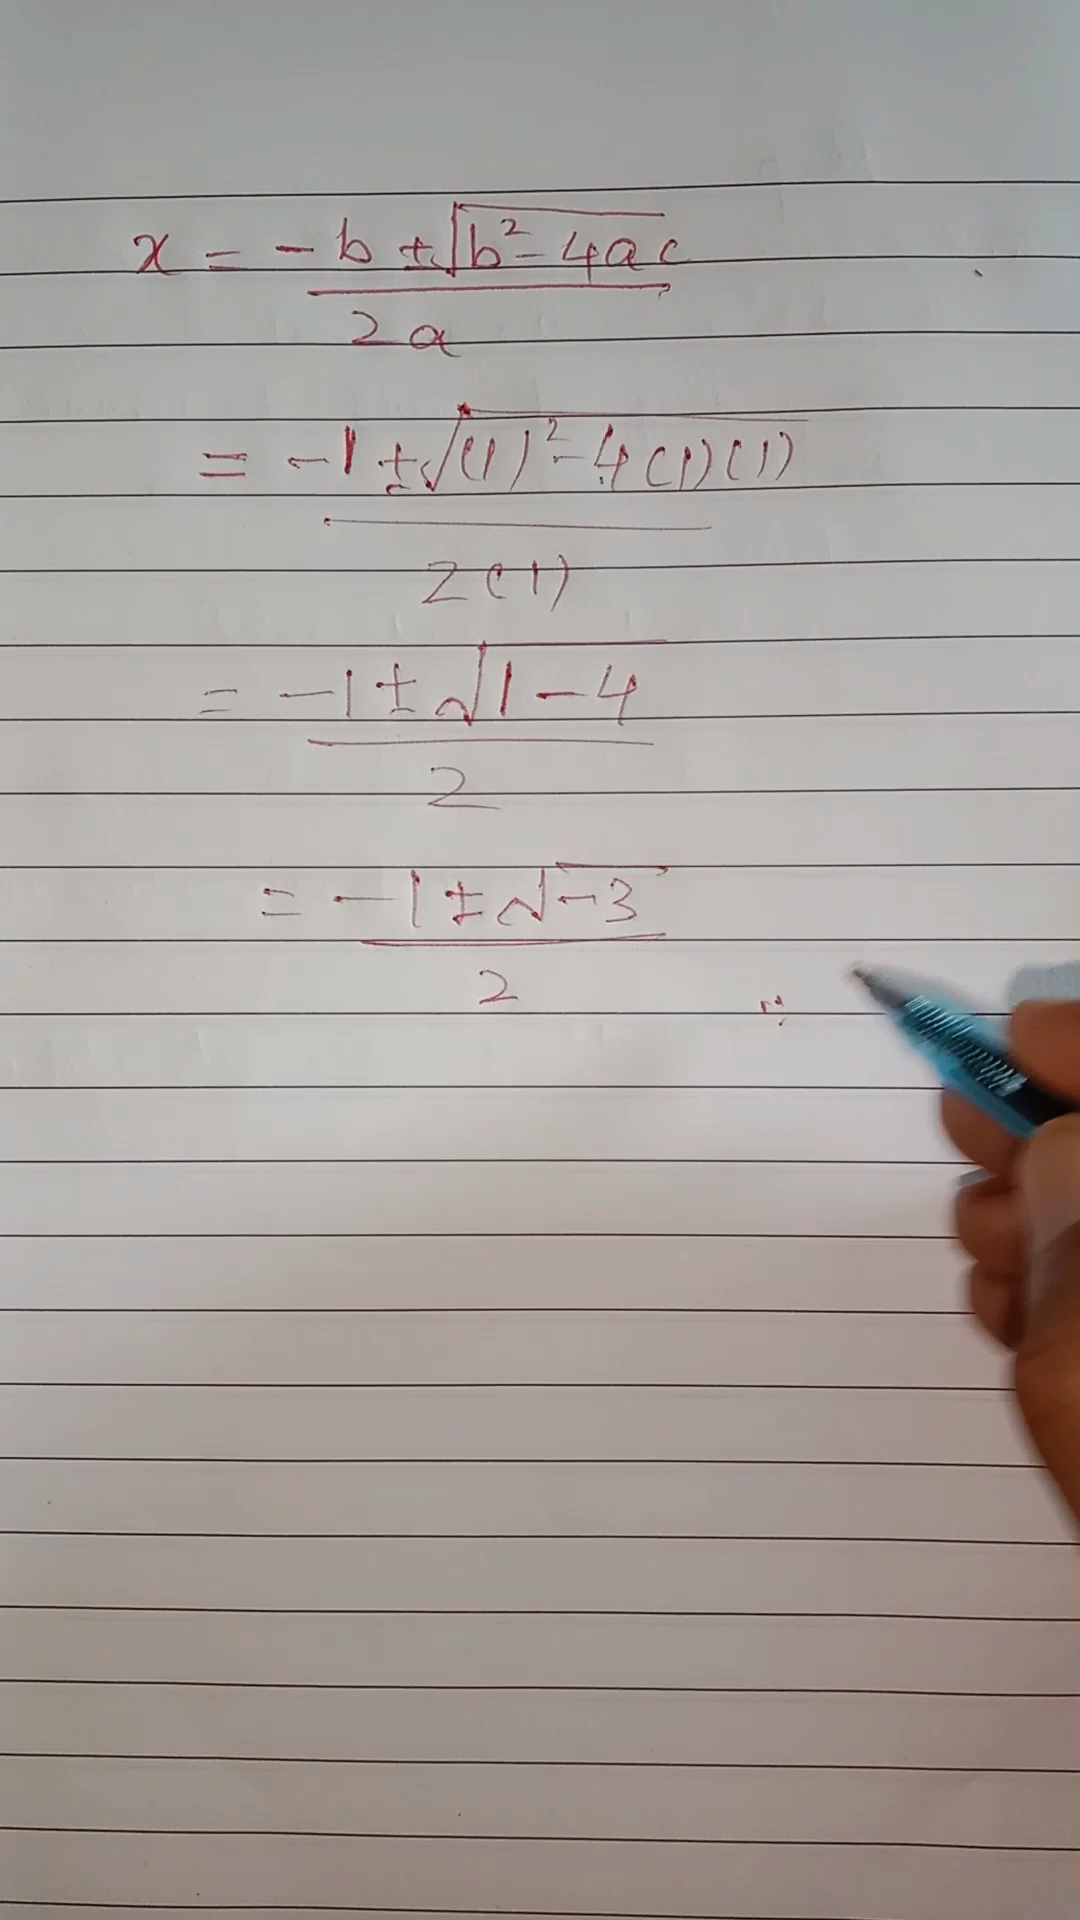 x = -b ±√b² - 4ac
2a
= -1 ±√(1)² - 4(1)(1)
2(1)
= -1 ± √1 - 4
2
= -1 ± √-3
2